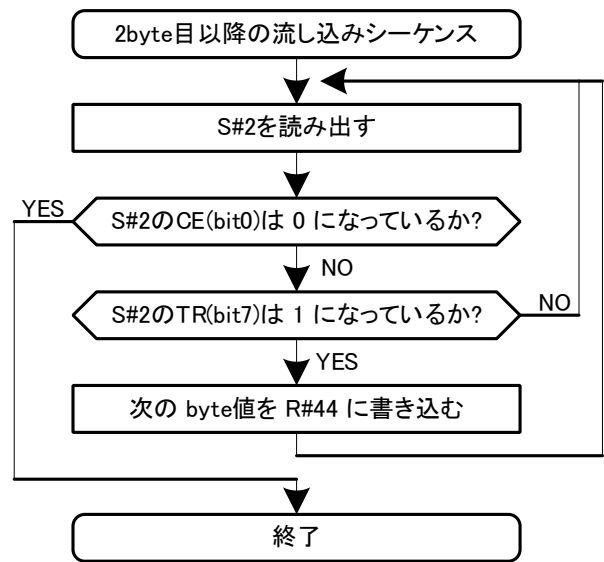 2byte目以降の流し込みシーケンス
S#2を読み出す
YES
S#2のCE(bit0)は 0 になっているか?
NO
S#2のTR(bit7)は 1 になっているか?
NO
YES
次の byte値を R#44 に書き込む
終了